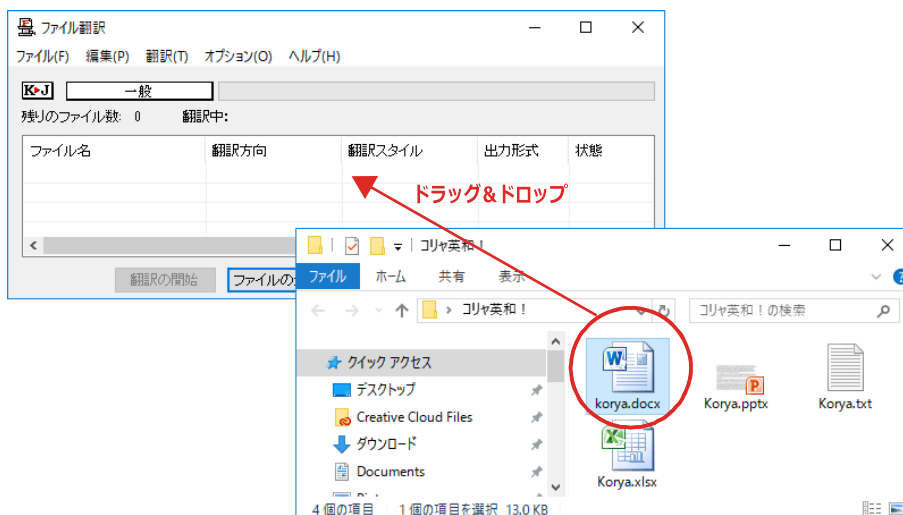 ファイル翻訳
ファイル(F) 編集(P) 翻訳(T) オプション(O) ヘルプ(H)
K▶J 一般
残りのファイル数: 0 翻訳中:
ファイル名 翻訳方向 翻訳スタイル 出力形式 状態
ドラッグ&ドロップ
翻訳の開始 ファイルの
コリャ英和！
ファイル ホーム 共有 表示
コリャ英和！ コリャ英和！の検索
クイック アクセス
デスクトップ
Creative Cloud Files
ダウンロード
Documents
korya.docx Korya.pptx Korya.txt
Korya.xlsx
4 個の項目 1 個の項目を選択 13.0 KB